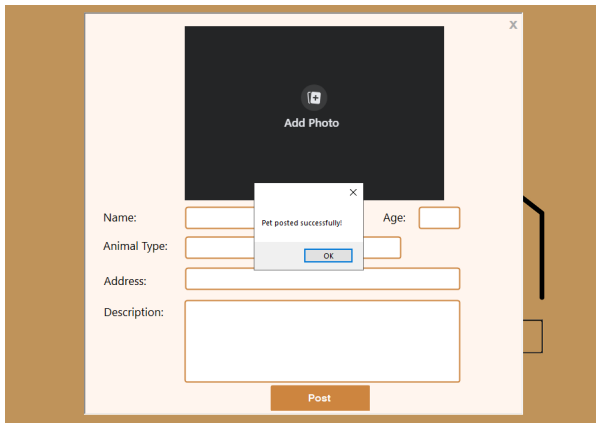 x
Add Photo
Pet posted successfully!
OK
Name:
Age:
Animal Type:
Address:
Description:
Post